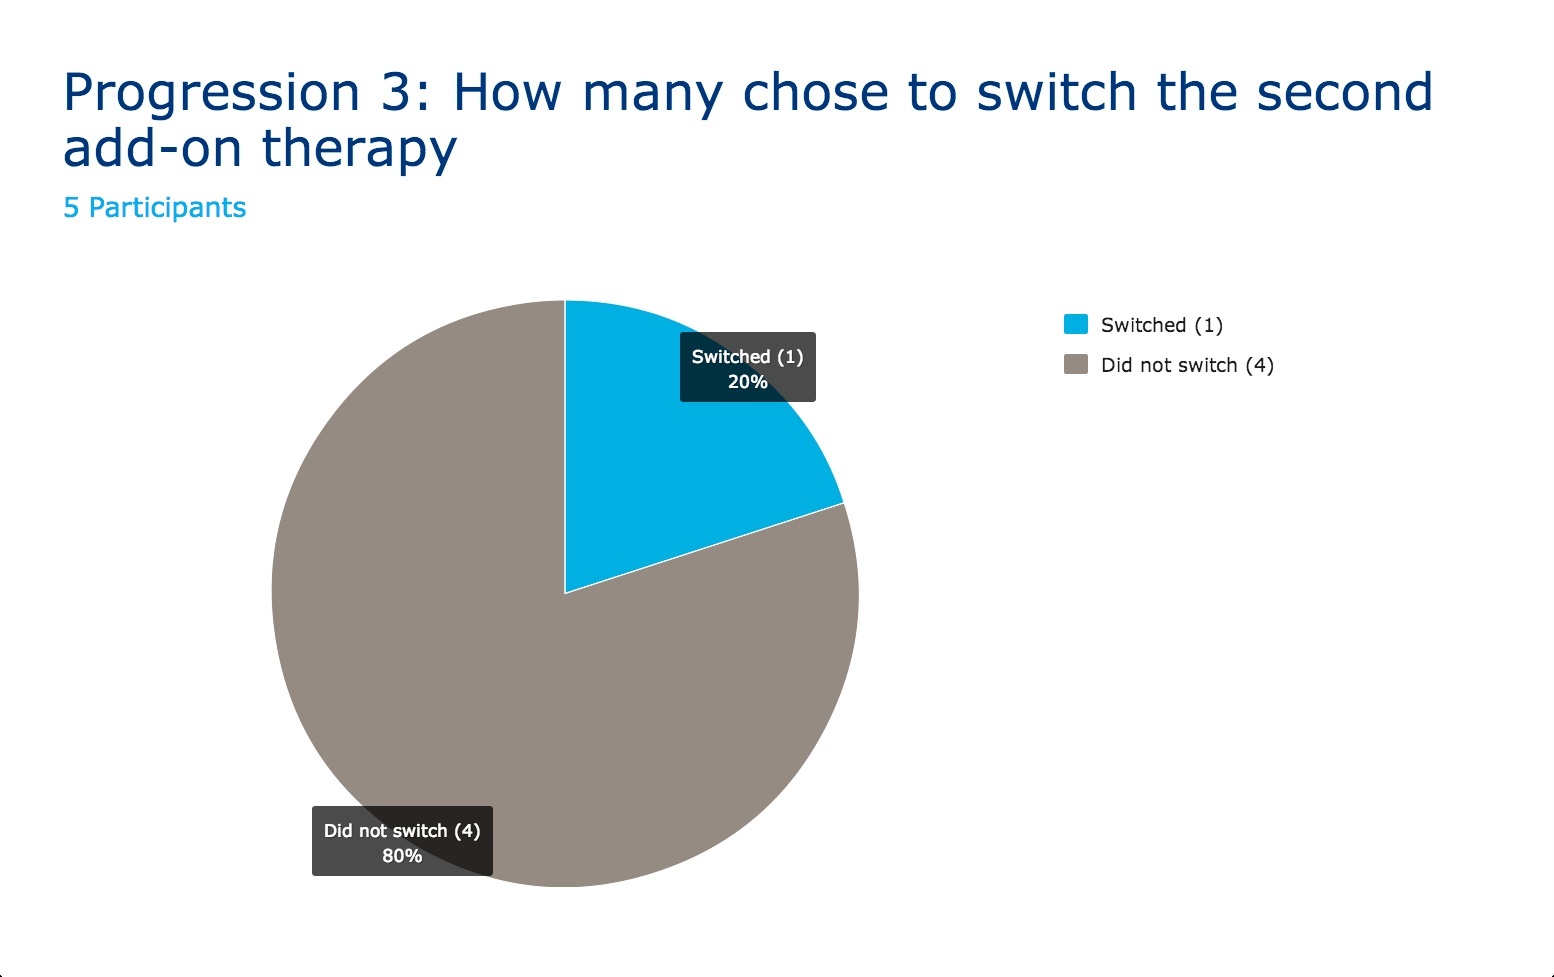 Progression 3: How many chose to switch the second
add-on therapy
5 Participants
Switched (1)
20%
Did not switch (4)
80%
Switched (1)
Did not switch (4)